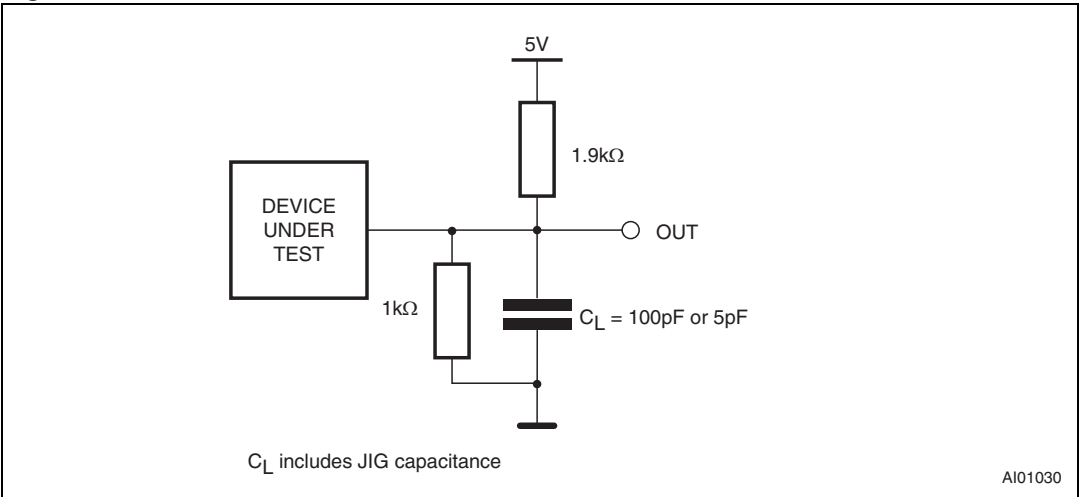 5V
1.9kΩ
DEVICE
UNDER
TEST
OUT
1kΩ
CL = 100pF or 5pF
CL includes JIG capacitance
AI01030